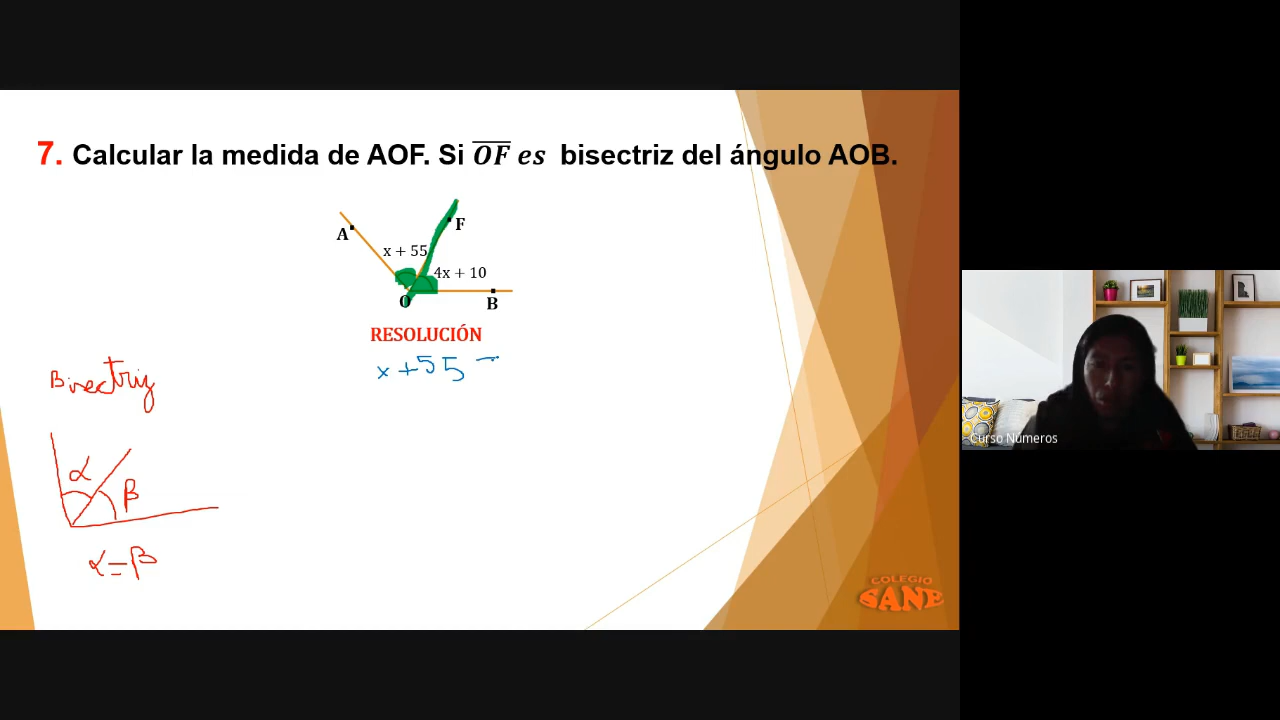 7. Calcular la medida de AOF. Si OF es bisectriz del ángulo AOB.
A
F
x + 55
4x + 10
O
B
RESOLUCIÓN
x+55 =
Bisectriz
α
β
α=β
COLEGIO
SANE
Curso Números